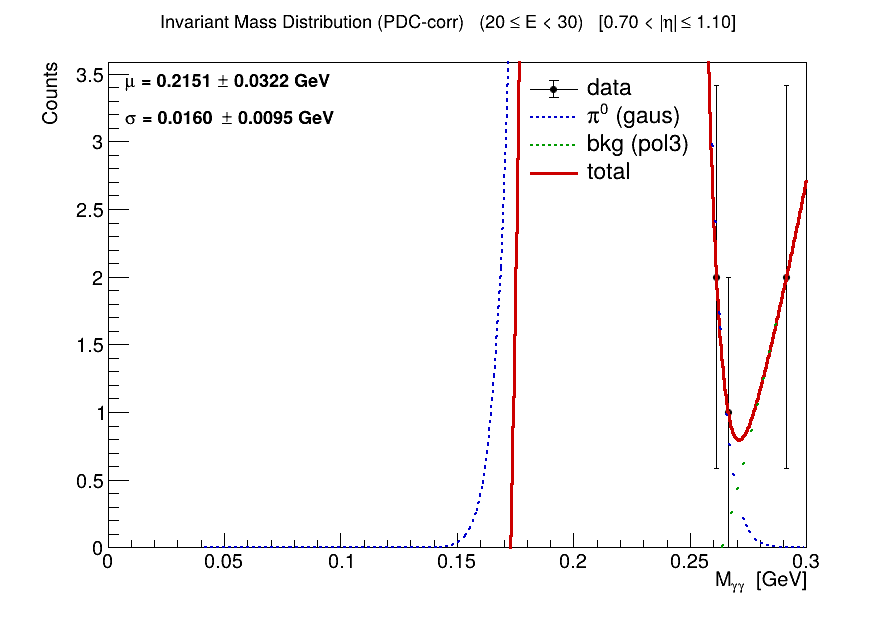 Invariant Mass Distribution (PDC-corr) (20 ≤ E < 30) [0.70 < |η| ≤ 1.10]
Counts
μ = 0.2151 ± 0.0322 GeV
σ = 0.0160 ± 0.0095 GeV
data
π⁰ (gaus)
bkg (pol3)
total
3.5
3
2.5
2
1.5
1
0.5
0
0 0.05 0.1 0.15 0.2 0.25 0.3
M_γγ [GeV]